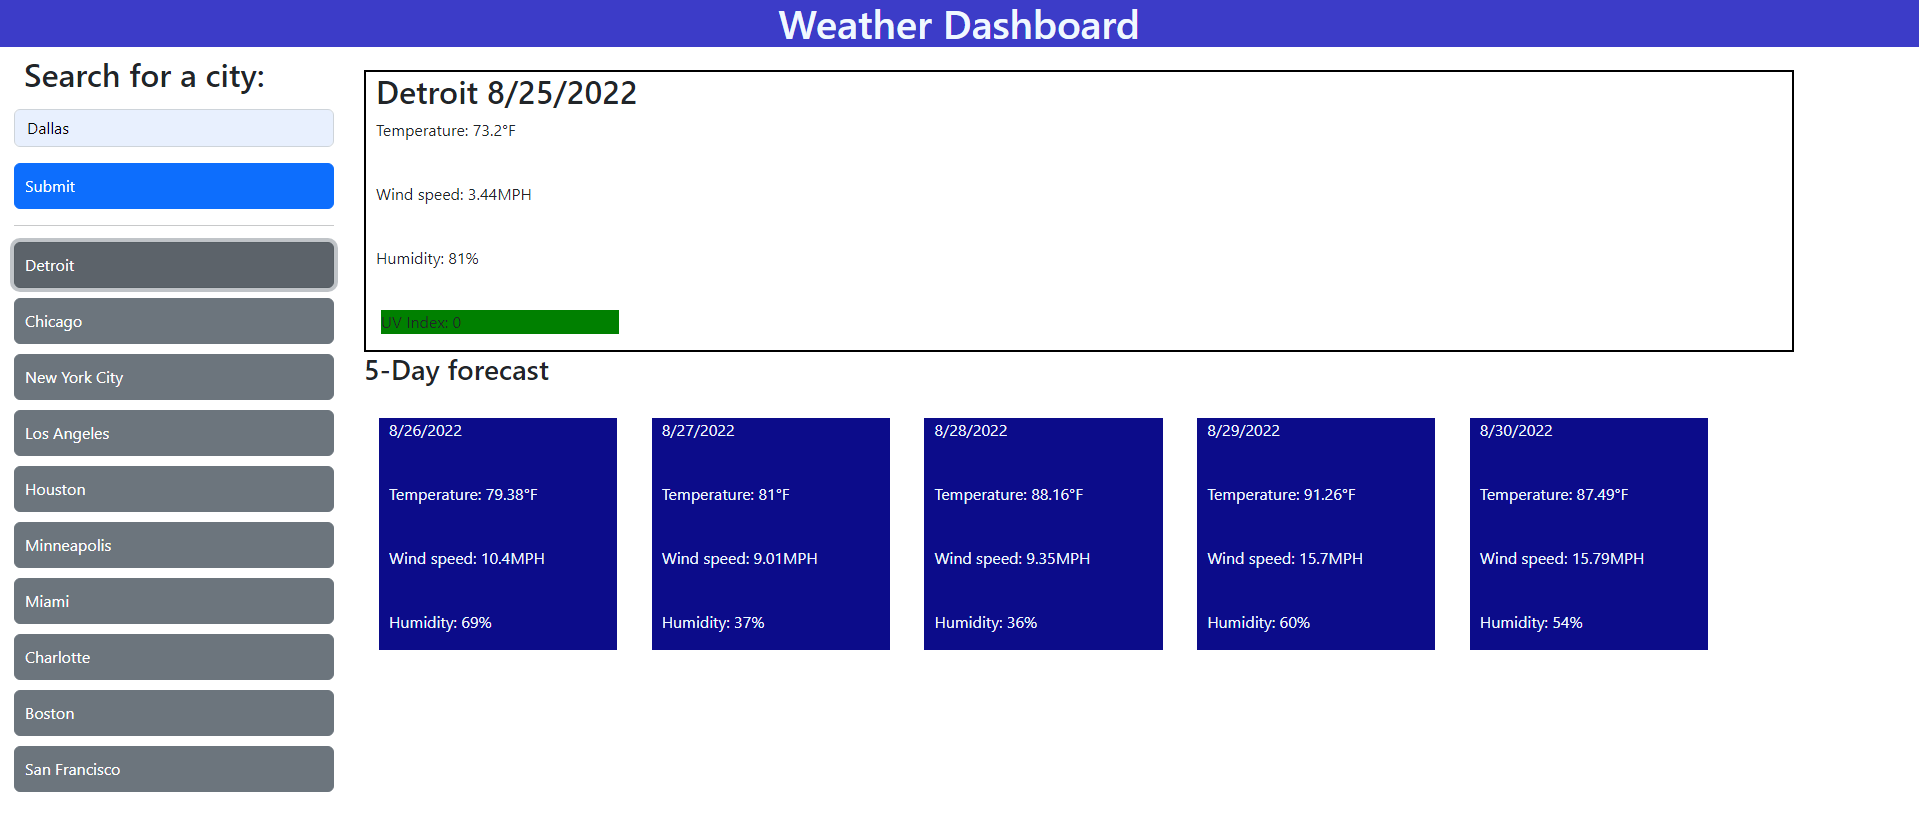 Weather Dashboard
Search for a city:
Dallas
Submit
Detroit
Chicago
New York City
Los Angeles
Houston
Minneapolis
Miami
Charlotte
Boston
San Francisco
Detroit 8/25/2022
Temperature: 73.2°F
Wind speed: 3.44MPH
Humidity: 81%
UV Index: 0
5-Day forecast
8/26/2022
Temperature: 79.38°F
Wind speed: 10.4MPH
Humidity: 69%
8/27/2022
Temperature: 81°F
Wind speed: 9.01MPH
Humidity: 37%
8/28/2022
Temperature: 88.16°F
Wind speed: 9.35MPH
Humidity: 36%
8/29/2022
Temperature: 91.26°F
Wind speed: 15.7MPH
Humidity: 60%
8/30/2022
Temperature: 87.49°F
Wind speed: 15.79MPH
Humidity: 54%